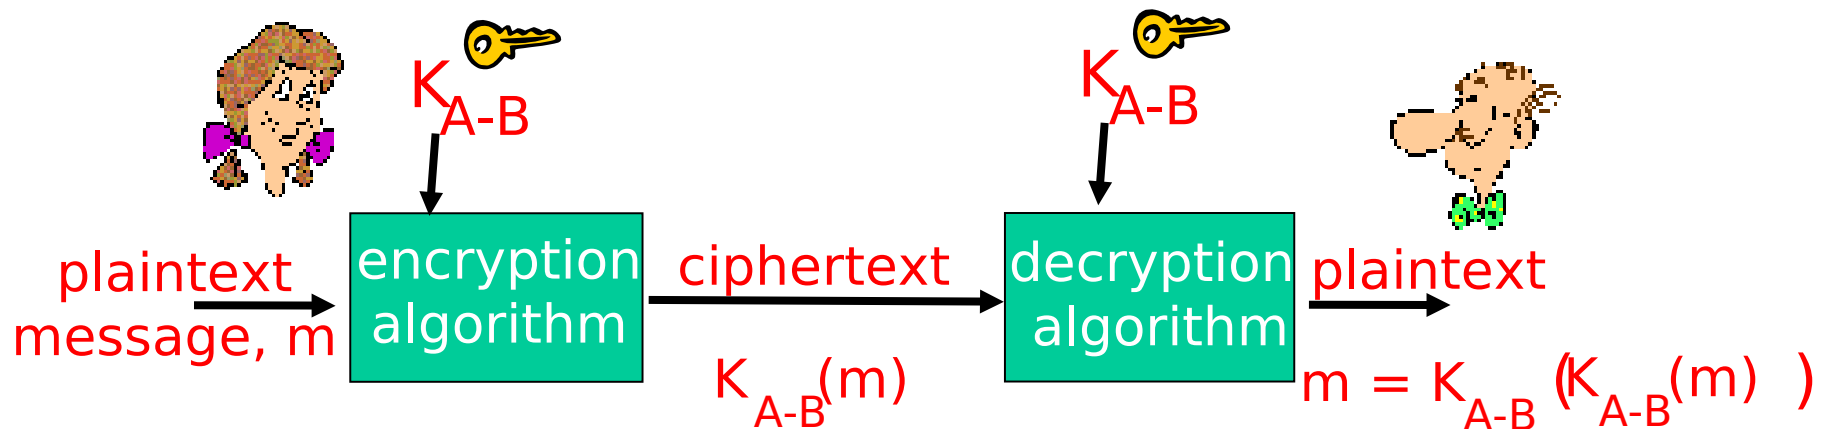 K A-B
K A-B
plaintext
message, m
encryption
algorithm
ciphertext
K A-B (m)
decryption
algorithm
plaintext
m = K A-B (K A-B (m) )